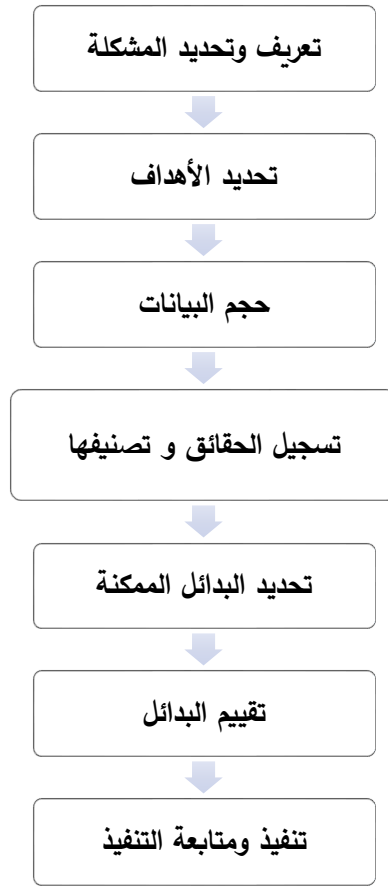 تعريف وتحديد المشكلة
تحديد الأهداف
حجم البيانات
تسجيل الحقائق و تصنيفها
تحديد البدائل الممكنة
تقييم البدائل
تنفيذ ومتابعة التنفيذ